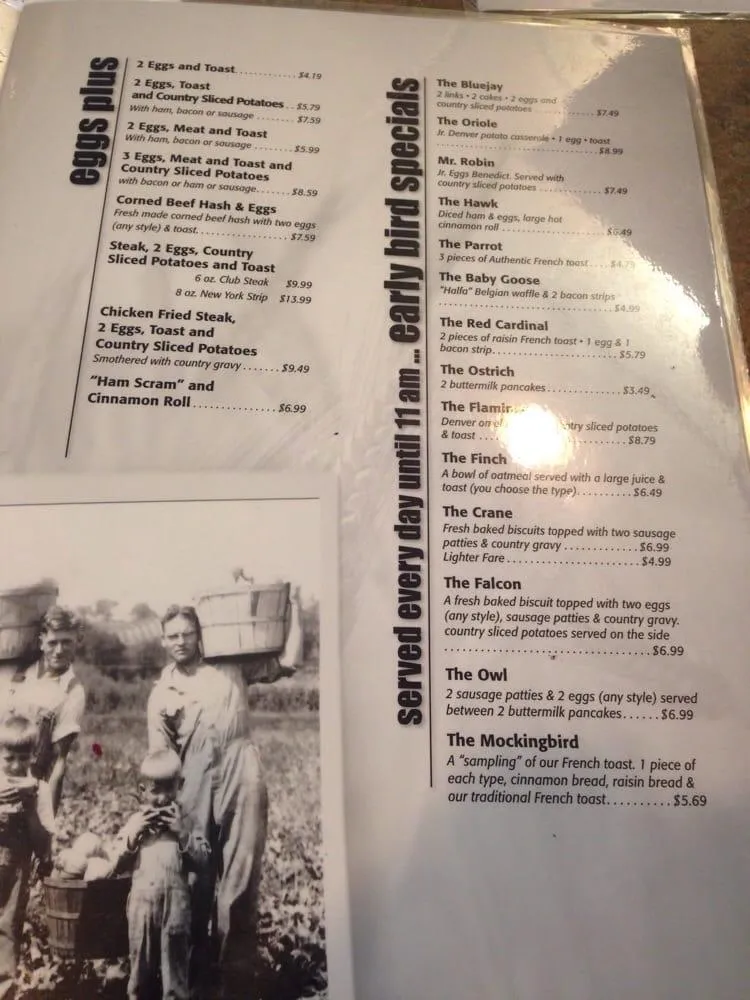 eggs plus
2 Eggs and Toast.................... $4.19
2 Eggs, Toast
and Country Sliced Potatoes .. $5.79
With ham, bacon or sausage ........ $7.59
2 Eggs, Meat and Toast
With ham, bacon or sausage ......... $5.99
3 Eggs, Meat and Toast and
Country Sliced Potatoes
with bacon or ham or sausage....... $8.59
Corned Beef Hash & Eggs
Fresh made corned beef hash with two eggs
(any style) & toast.................... $7.59
Steak, 2 Eggs, Country
Sliced Potatoes and Toast
6 oz. Club Steak $9.99
8 oz. New York Strip $13.99
Chicken Fried Steak,
2 Eggs, Toast and
Country Sliced Potatoes
Smothered with country gravy ....... $9.49
"Ham Scram" and
Cinnamon Roll .............. $6.99
served every day until 11 am ... early bird specials
The Bluejay
2 links • 2 cakes • 2 eggs and
country sliced potatoes .................. $7.49
The Oriole
Jr. Denver potato casserole • 1 egg • toast
................................... $8.99
Mr. Robin
Jr. Eggs Benedict. Served with
country sliced potatoes .............. $7.49
The Hawk
Diced ham & eggs, large hot
cinnamon roll ....................... $6.49
The Parrot
3 pieces of Authentic French toast .... $4.79
The Baby Goose
"Halfa" Belgian waffle & 2 bacon strips
................................... $4.99
The Red Cardinal
2 pieces of raisin French toast • 1 egg & 1
bacon strip........................ $5.79
The Ostrich
2 buttermilk pancakes ............... $3.49
The
Denver sliced potatoes
& toast .... $8.79
The Finch
A bowl of oatmeal served with a large juice &
toast (you choose the type).......... $6.49
The Crane
Fresh baked biscuits topped with two sausage
patties & country gravy ............ $6.99
Lighter Fare ..................... $4.99
The Falcon
A fresh baked biscuit topped with two eggs
(any style), sausage patties & country gravy.
country sliced potatoes served on the side
................................ $6.99
The Owl
2 sausage patties & 2 eggs (any style) served
between 2 buttermilk pancakes...... $6.99
The Mockingbird
A "sampling" of our French toast. 1 piece of
each type, cinnamon bread, raisin bread &
our traditional French toast.......... $5.69